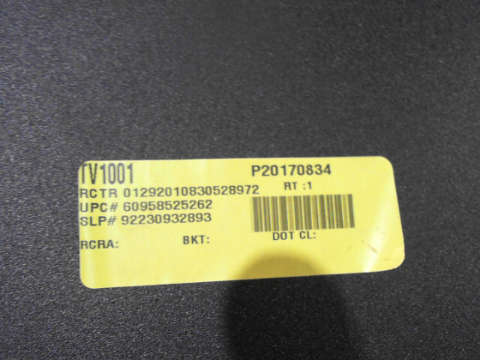 TV1001 P20170834
RCTR 01292010830528972 RT :1
UPC# 60958525262
SLP# 92230932893
RCRA: BKT: DOT CL: